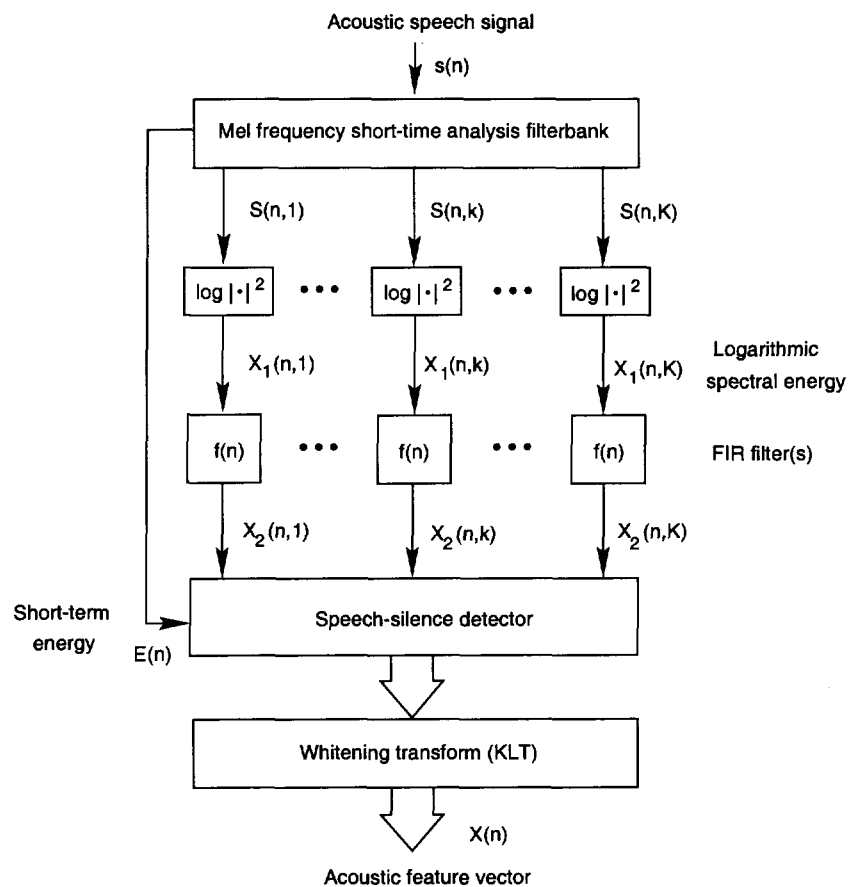 Acoustic speech signal
s(n)
Mel frequency short-time analysis filterbank
S(n,1) S(n,k) S(n,K)
log |•|² ••• log |•|² ••• log |•|²
X₁(n,1) X₁(n,k) X₁(n,K)
Logarithmic
spectral energy
f(n) ••• f(n) ••• f(n)
FIR filter(s)
X₂(n,1) X₂(n,k) X₂(n,K)
Speech-silence detector
Short-term
energy
E(n)
Whitening transform (KLT)
X(n)
Acoustic feature vector